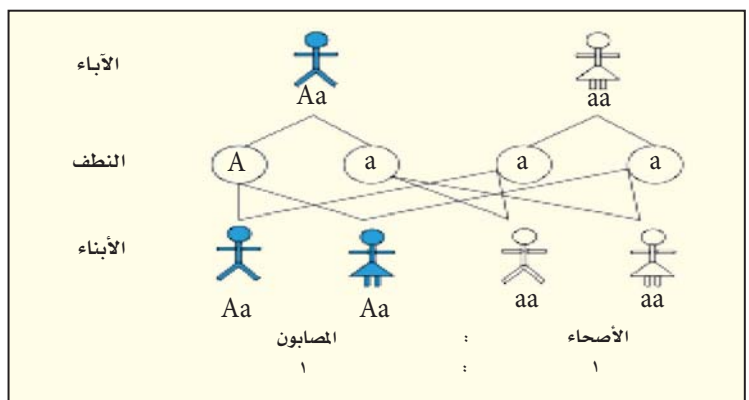 الآباء
Aa aa
النطف
A a a a
الأبناء
Aa Aa aa aa
المصابون : الأصحاء
١ : ١